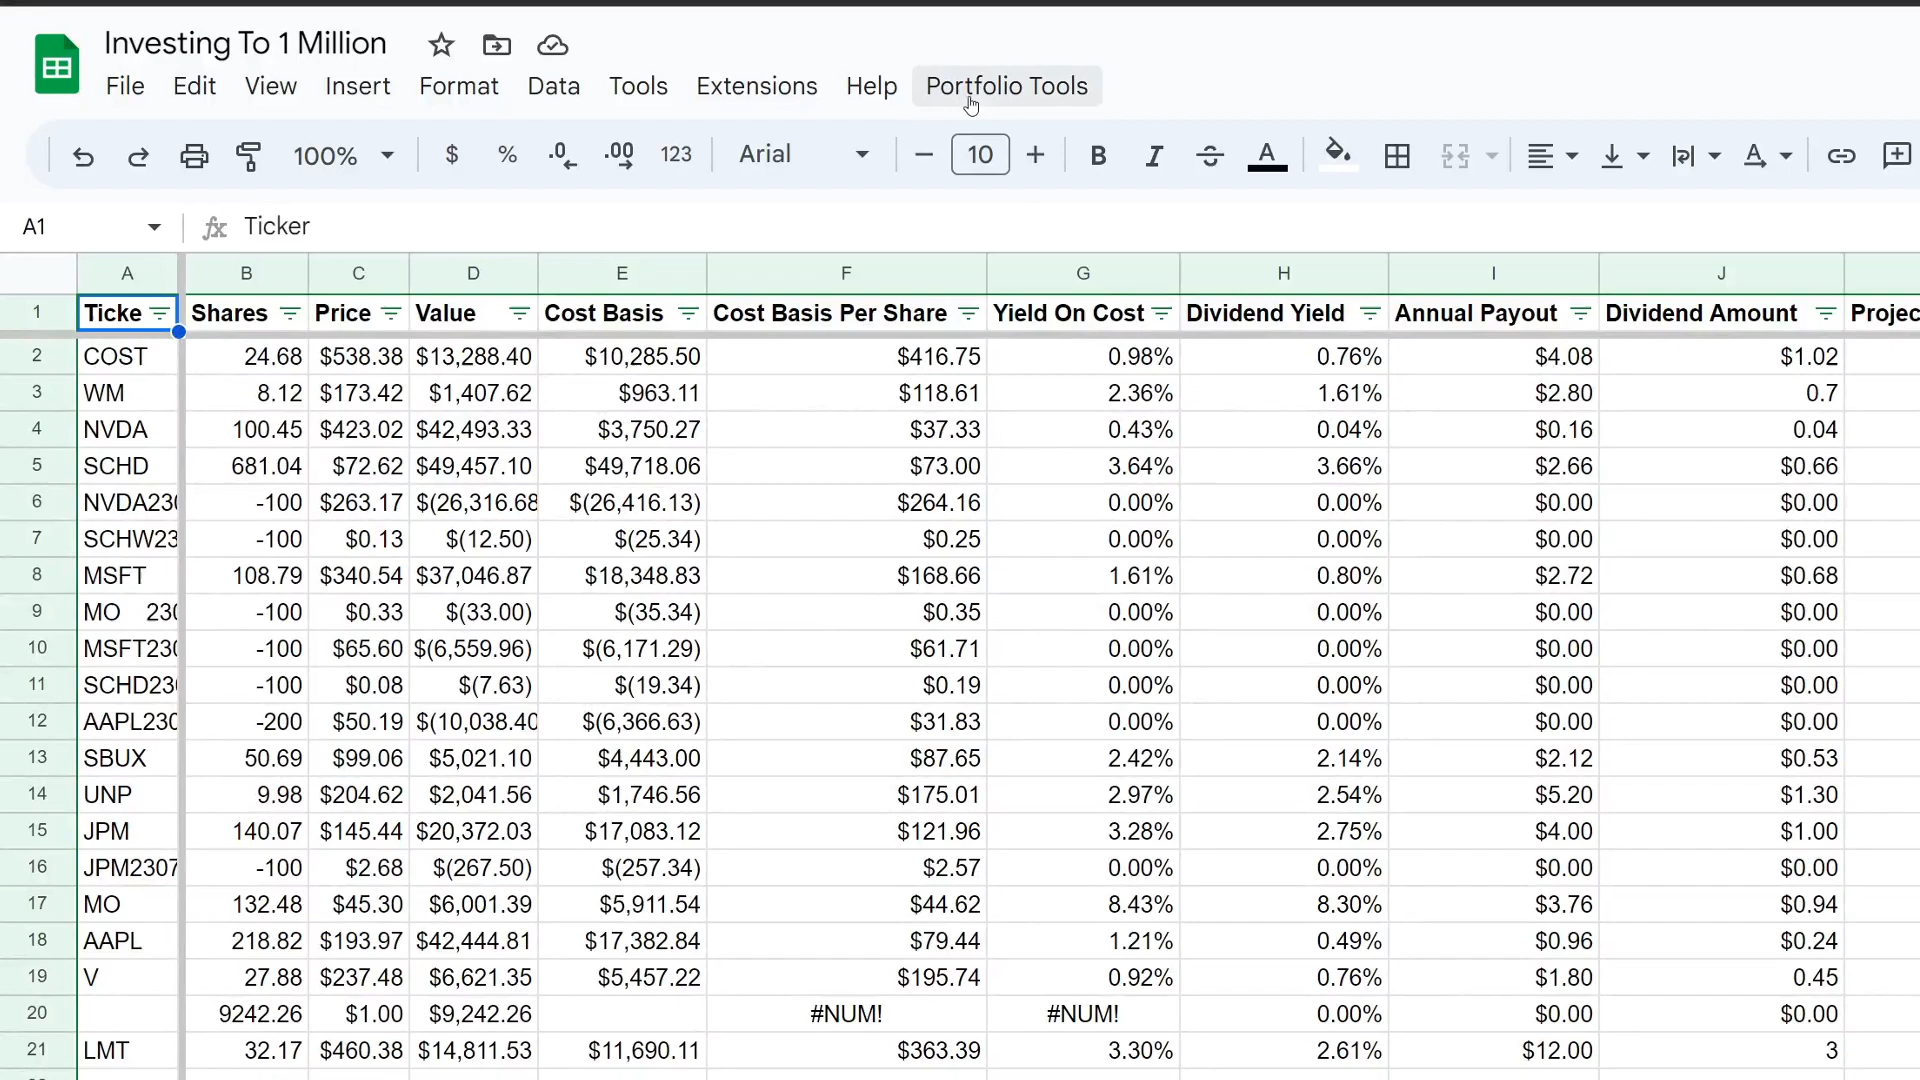 Investing To 1 Million
File Edit View Insert Format Data Tools Extensions Help Portfolio Tools
100% $ % .0 .00 123 Arial 10 B I S A A
A1 fx Ticker
A B C D E F G H I J
1 Ticke Shares Price Value Cost Basis Cost Basis Per Share Yield On Cost Dividend Yield Annual Payout Dividend Amount Projec
2 COST 24.68 $538.38 $13,288.40 $10,285.50 $416.75 0.98% 0.76% $4.08 $1.02
3 WM 8.12 $173.42 $1,407.62 $963.11 $118.61 2.36% 1.61% $2.80 0.7
4 NVDA 100.45 $423.02 $42,493.33 $3,750.27 $37.33 0.43% 0.04% $0.16 0.04
5 SCHD 681.04 $72.62 $49,457.10 $49,718.06 $73.00 3.64% 3.66% $2.66 $0.66
6 NVDA230 -100 $263.17 $(26,316.68 $(26,416.13) $264.16 0.00% 0.00% $0.00 $0.00
7 SCHW23 -100 $0.13 $(12.50) $(25.34) $0.25 0.00% 0.00% $0.00 $0.00
8 MSFT 108.79 $340.54 $37,046.87 $18,348.83 $168.66 1.61% 0.80% $2.72 $0.68
9 MO 230 -100 $0.33 $(33.00) $(35.34) $0.35 0.00% 0.00% $0.00 $0.00
10 MSFT230 -100 $65.60 $(6,559.96) $(6,171.29) $61.71 0.00% 0.00% $0.00 $0.00
11 SCHD230 -100 $0.08 $(7.63) $(19.34) $0.19 0.00% 0.00% $0.00 $0.00
12 AAPL230 -200 $50.19 $(10,038.40 $(6,366.63) $31.83 0.00% 0.00% $0.00 $0.00
13 SBUX 50.69 $99.06 $5,021.10 $4,443.00 $87.65 2.42% 2.14% $2.12 $0.53
14 UNP 9.98 $204.62 $2,041.56 $1,746.56 $175.01 2.97% 2.54% $5.20 $1.30
15 JPM 140.07 $145.44 $20,372.03 $17,083.12 $121.96 3.28% 2.75% $4.00 $1.00
16 JPM2307 -100 $2.68 $(267.50) $(257.34) $2.57 0.00% 0.00% $0.00 $0.00
17 MO 132.48 $45.30 $6,001.39 $5,911.54 $44.62 8.43% 8.30% $3.76 $0.94
18 AAPL 218.82 $193.97 $42,444.81 $17,382.84 $79.44 1.21% 0.49% $0.96 $0.24
19 V 27.88 $237.48 $6,621.35 $5,457.22 $195.74 0.92% 0.76% $1.80 0.45
20 9242.26 $1.00 $9,242.26 #NUM! #NUM! 0.00% $0.00 $0.00
21 LMT 32.17 $460.38 $14,811.53 $11,690.11 $363.39 3.30% 2.61% $12.00 3